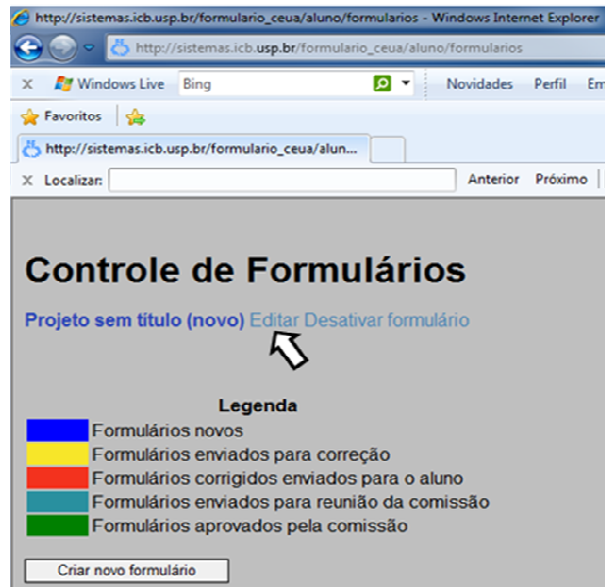 http://sistemas.icb.usp.br/formulario_ceua/aluno/formularios - Windows Internet Explorer
http://sistemas.icb.usp.br/formulario_ceua/aluno/formularios
X Windows Live Bing Novidades Perfil Em
Favoritos
http://sistemas.icb.usp.br/formulario_ceua/alun...
X Localizar: Anterior Próximo
Controle de Formulários
Projeto sem título (novo) Editar Desativar formulário
Legenda
Formulários novos
Formulários enviados para correção
Formulários corrigidos enviados para o aluno
Formulários enviados para reunião da comissão
Formulários aprovados pela comissão
Criar novo formulário